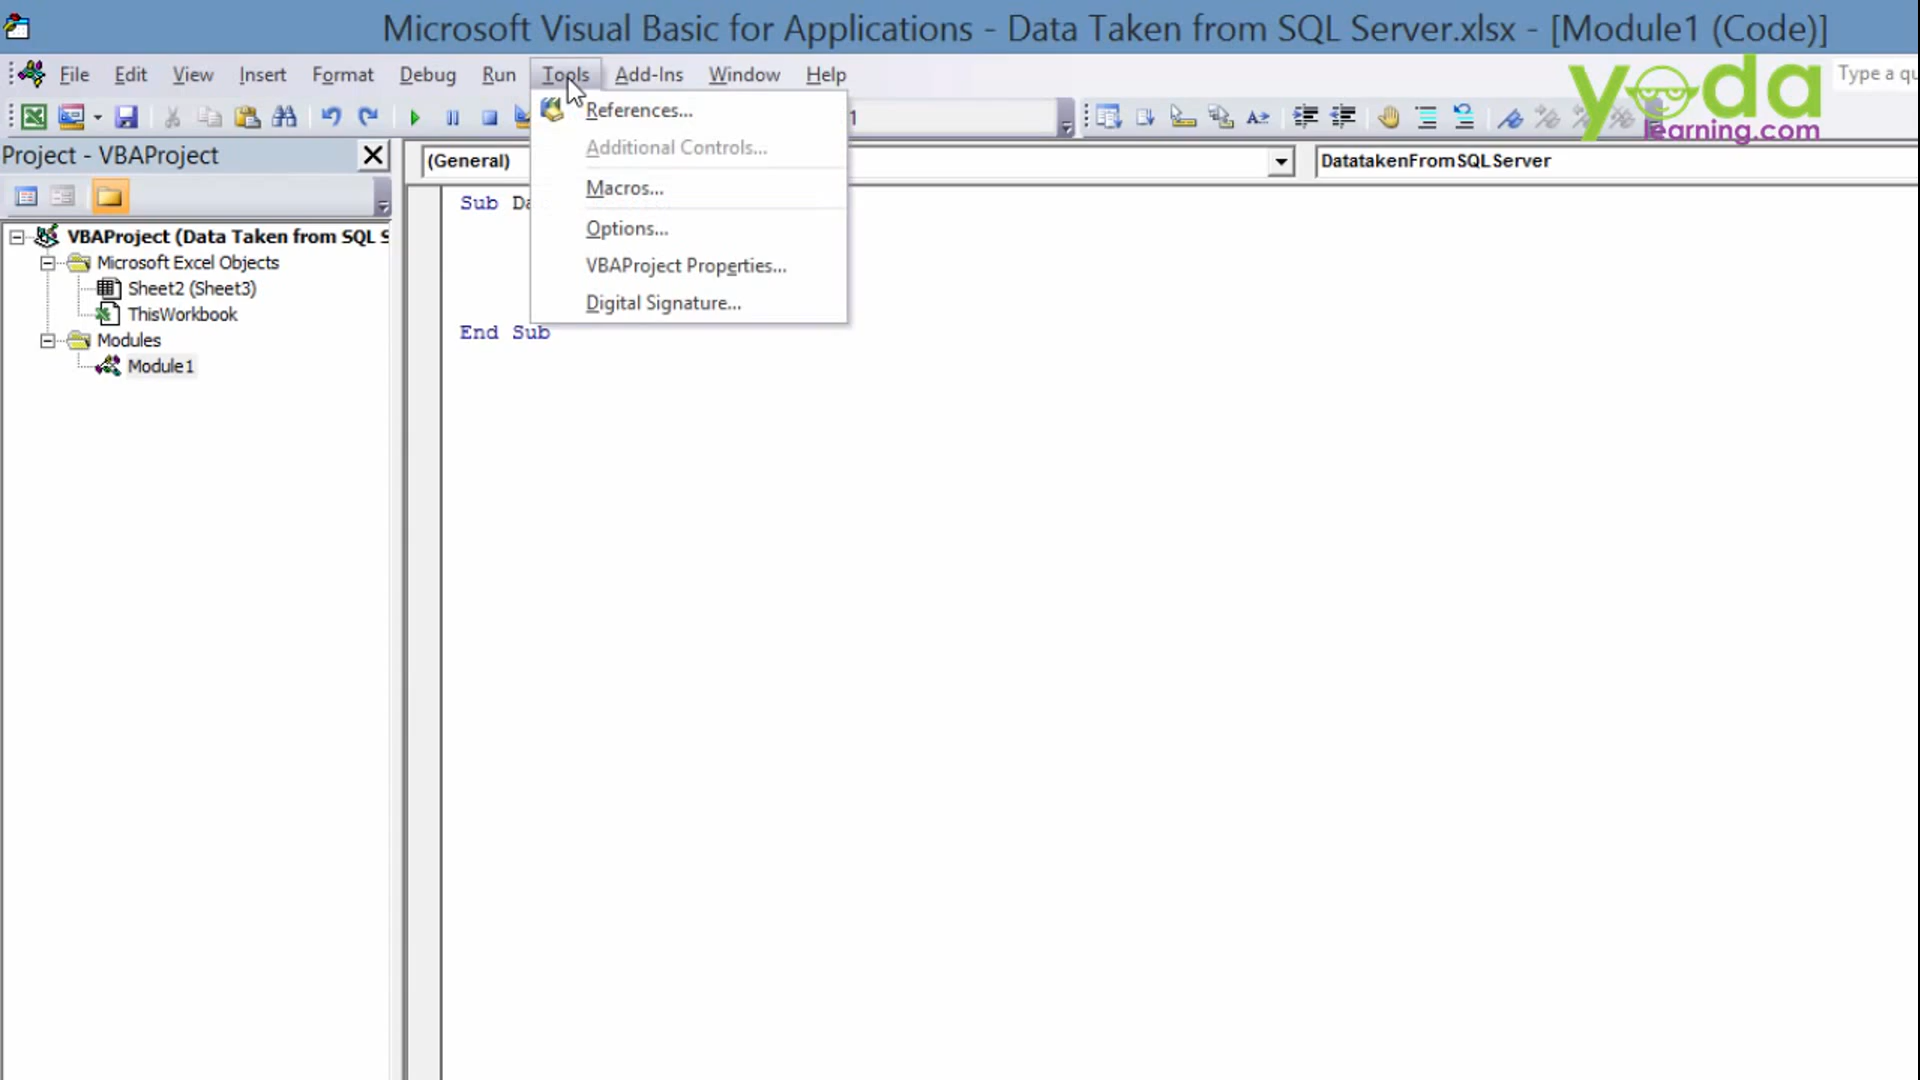 Microsoft Visual Basic for Applications - Data Taken from SQL Server.xlsx - [Module1 (Code)]
File Edit View Insert Format Debug Run Tools Add-Ins Window Help
Type a qu
yoda
learning.com
References...
Additional Controls...
Macros...
Options...
VBAProject Properties...
Digital Signature...
Project - VBAProject
(General)
DatatakenFromSQLServer
VBAProject (Data Taken from SQL S
Microsoft Excel Objects
Sheet2 (Sheet3)
ThisWorkbook
Modules
Module1
Sub Da
End Sub